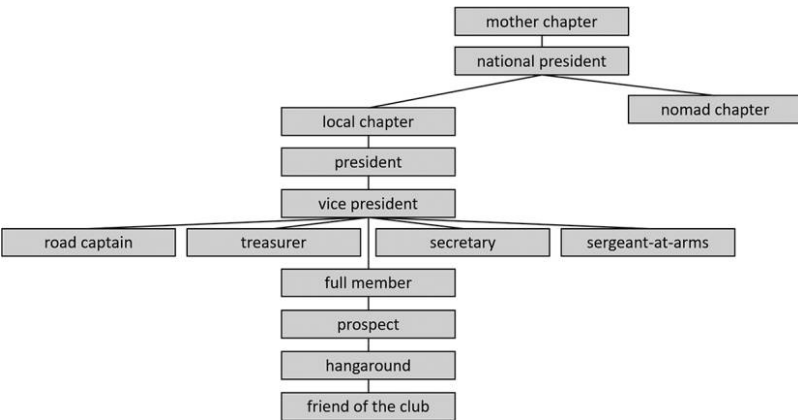 mother chapter
national president
nomad chapter
local chapter
president
vice president
road captain
treasurer
secretary
sergeant-at-arms
full member
prospect
hangaround
friend of the club